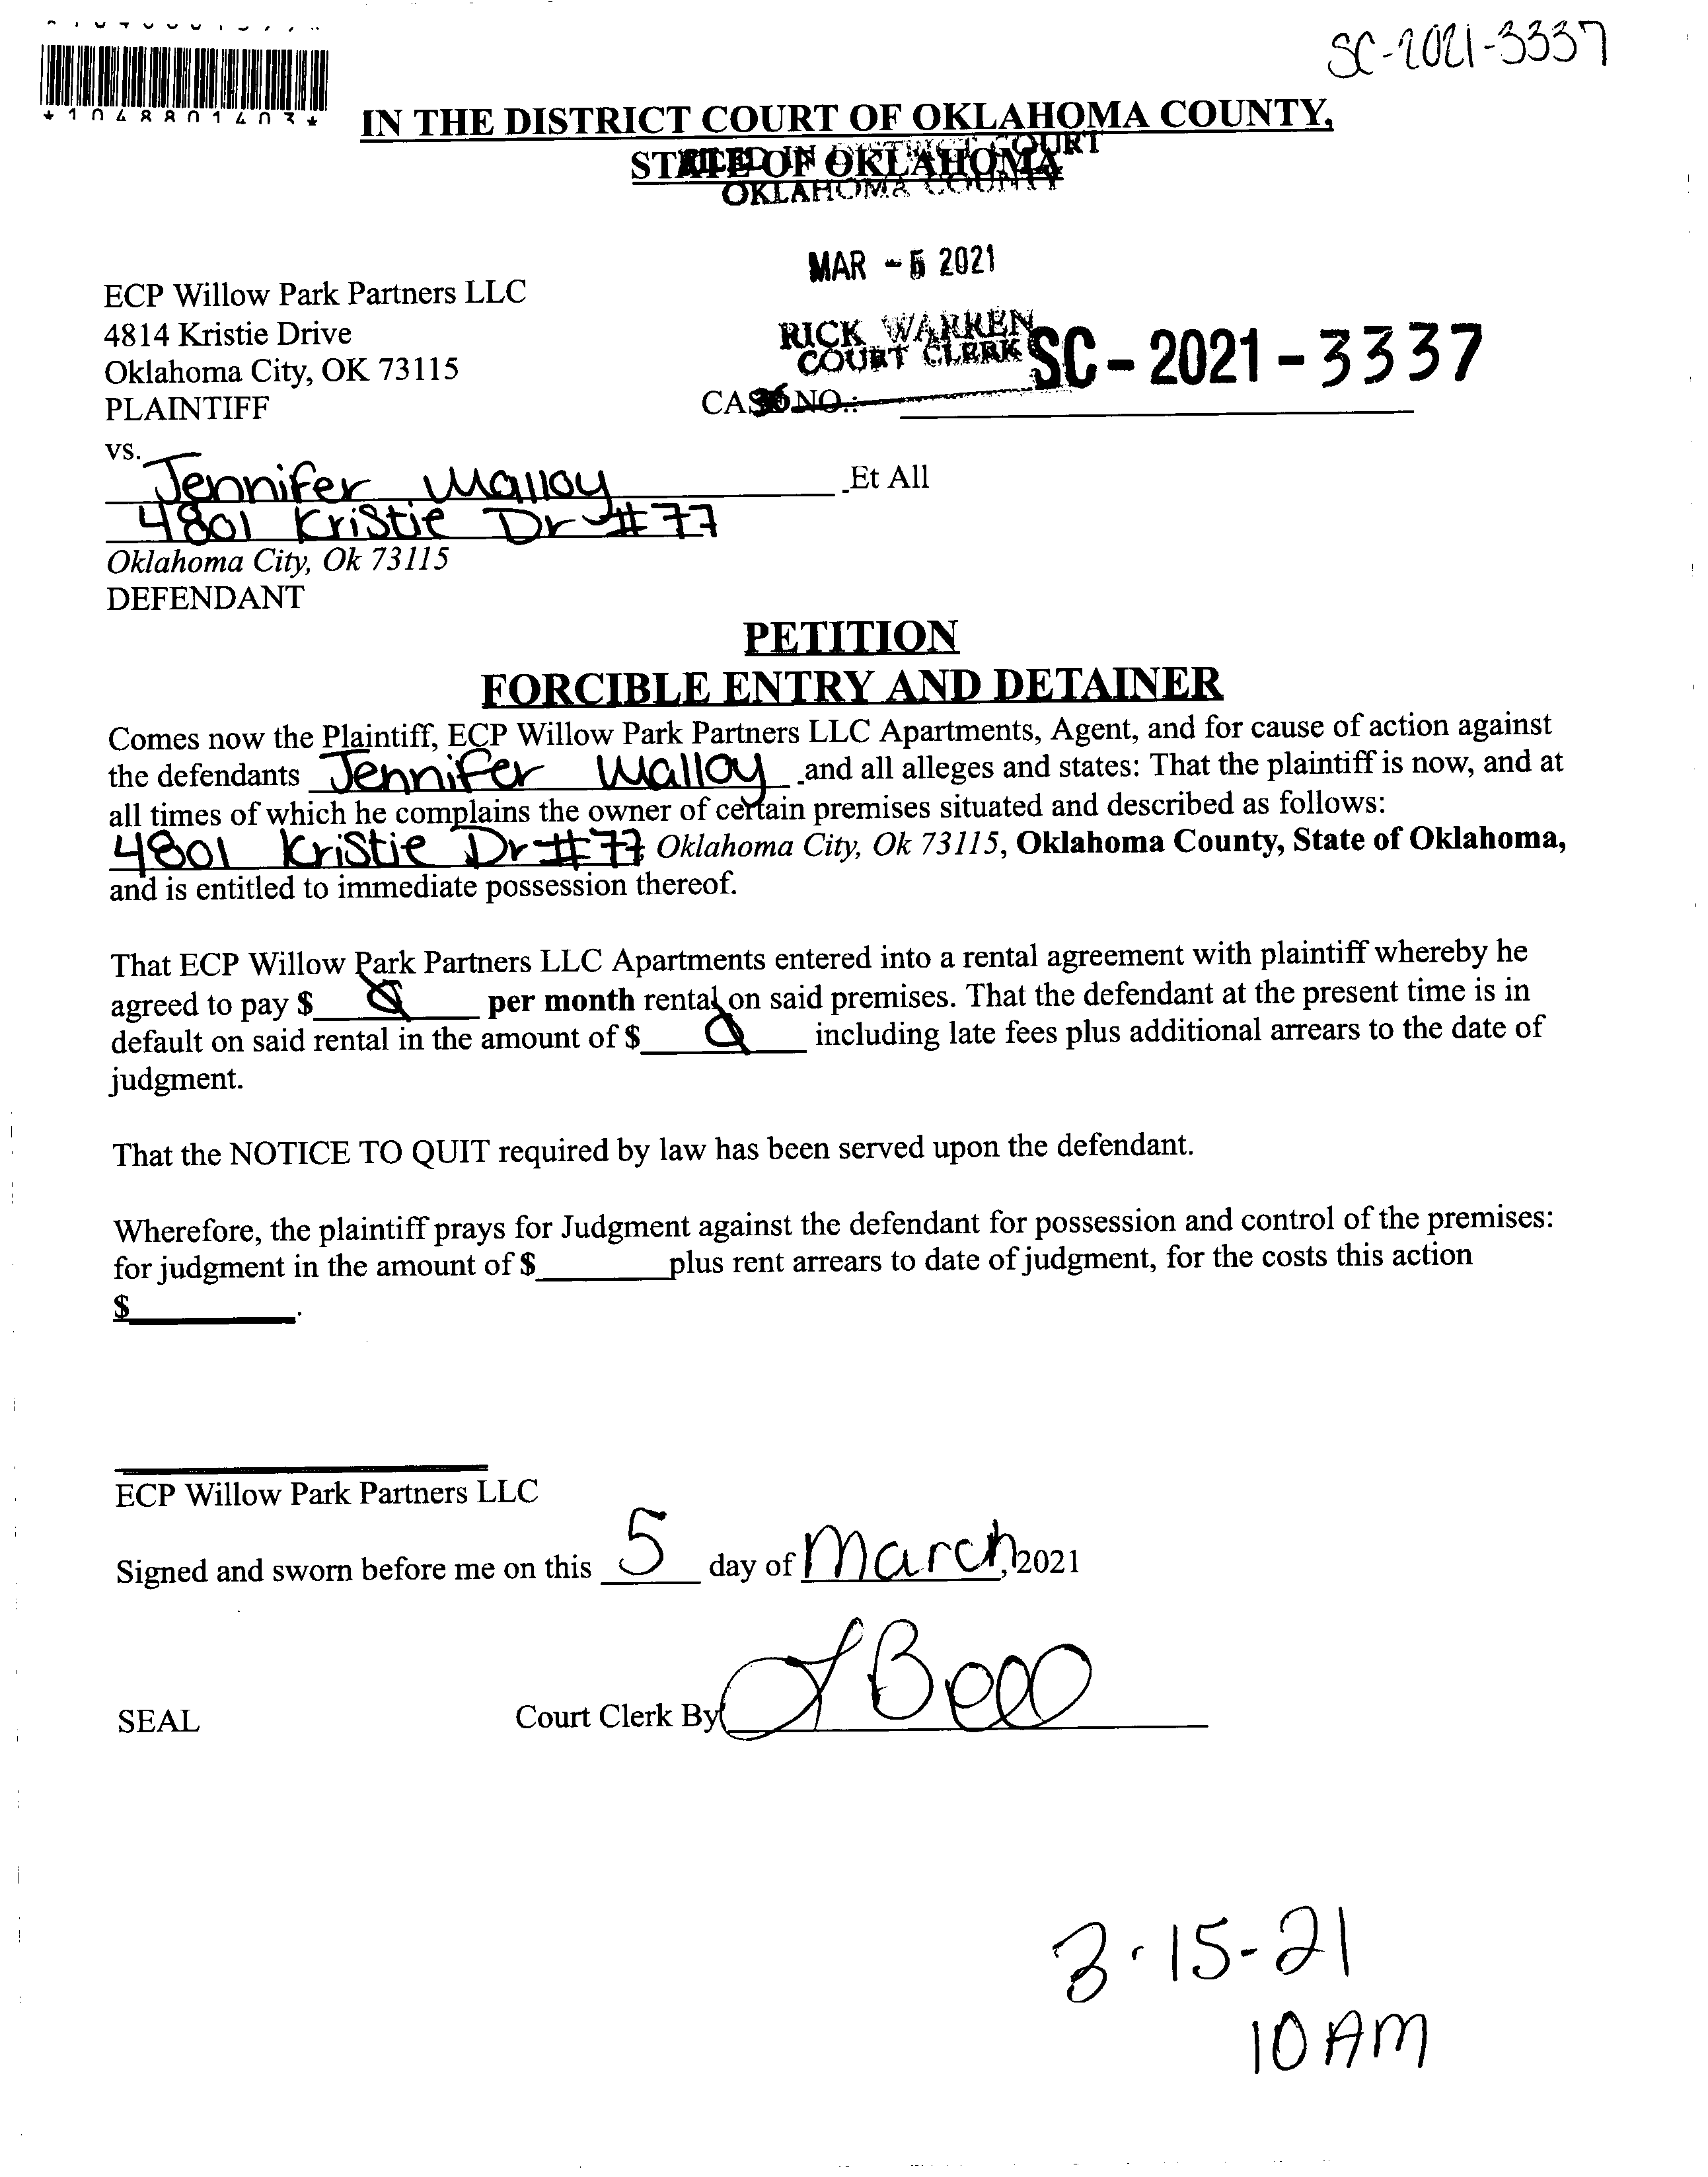 SC-2021-3337
IN THE DISTRICT COURT OF OKLAHOMA COUNTY,
STATE OF OKLAHOMA
FILED IN DISTRICT COURT
OKLAHOMA COUNTY
MAR - 5 2021
RICK WARREN
COURT CLERK
SC - 2021 - 3337
ECP Willow Park Partners LLC
4814 Kristie Drive
Oklahoma City, OK 73115
PLAINTIFF
CASE NO.:
36
vs.
Jennifer Malloy Et All
4801 Kristie Dr #77
Oklahoma City, Ok 73115
DEFENDANT
PETITION
FORCIBLE ENTRY AND DETAINER
Comes now the Plaintiff, ECP Willow Park Partners LLC Apartments, Agent, and for cause of action against
the defendants Jennifer Malloy and all alleges and states: That the plaintiff is now, and at
all times of which he complains the owner of certain premises situated and described as follows:
4801 Kristie Dr #77, Oklahoma City, Ok 73115, Oklahoma County, State of Oklahoma,
and is entitled to immediate possession thereof.
That ECP Willow Park Partners LLC Apartments entered into a rental agreement with plaintiff whereby he
agreed to pay $ 0 per month rental on said premises. That the defendant at the present time is in
default on said rental in the amount of $ 0 including late fees plus additional arrears to the date of
judgment.
That the NOTICE TO QUIT required by law has been served upon the defendant.
Wherefore, the plaintiff prays for Judgment against the defendant for possession and control of the premises:
for judgment in the amount of $________plus rent arrears to date of judgment, for the costs this action
$__________.
ECP Willow Park Partners LLC
Signed and sworn before me on this 5 day of March, 2021
SEAL Court Clerk By J Bell
3-15-21
10 AM